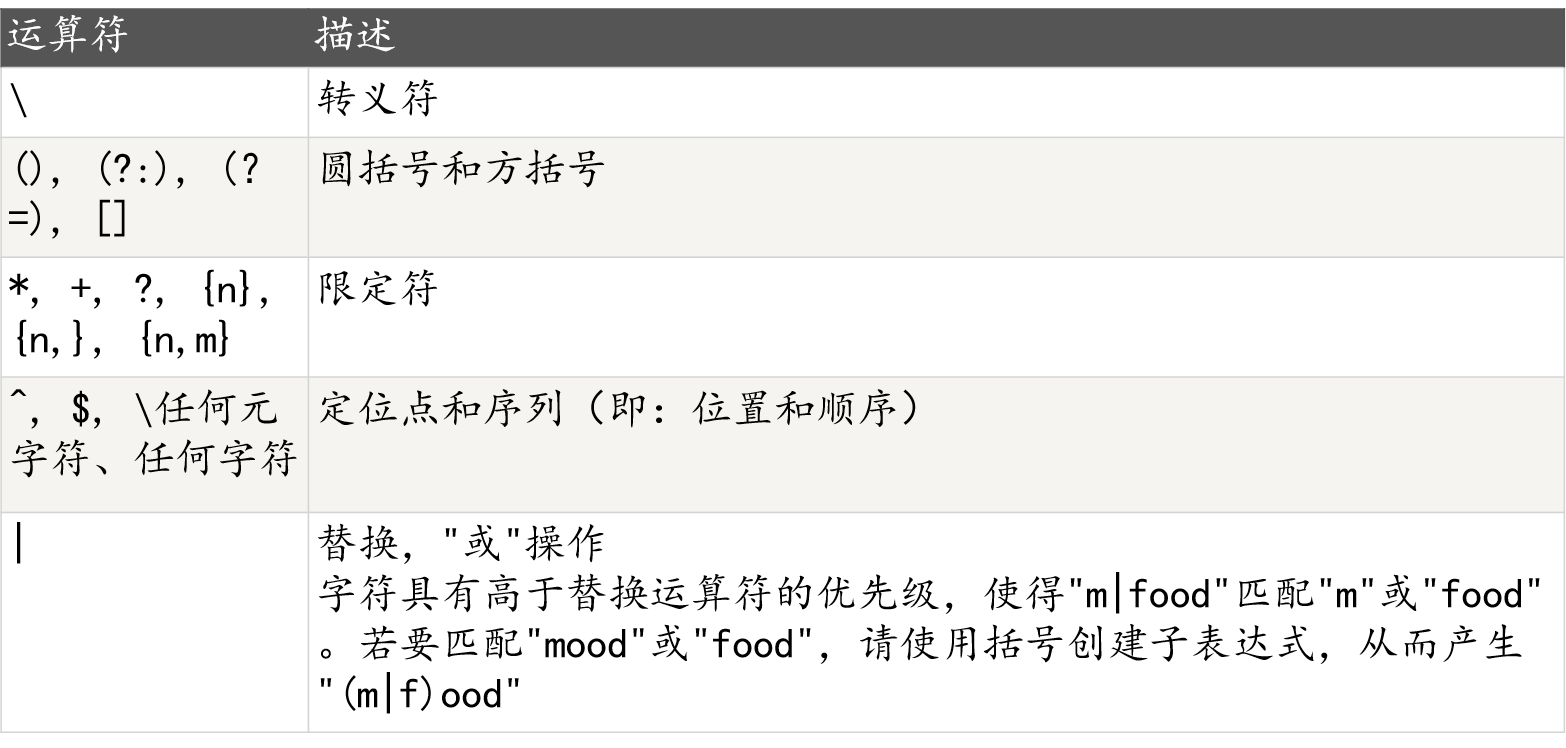 运算符 描述
\ 转义符
(), (?:), (? 圆括号和方括号
=), []
*, +, ?, {n}, 限定符
{n,}, {n,m}
^, $, \任何元 定位点和序列（即：位置和顺序）
字符、任何字符
| 替换，"或"操作
字符具有高于替换运算符的优先级，使得"m|food"匹配"m"或"food"
。若要匹配"mood"或"food"，请使用括号创建子表达式，从而产生
"(m|f)ood"